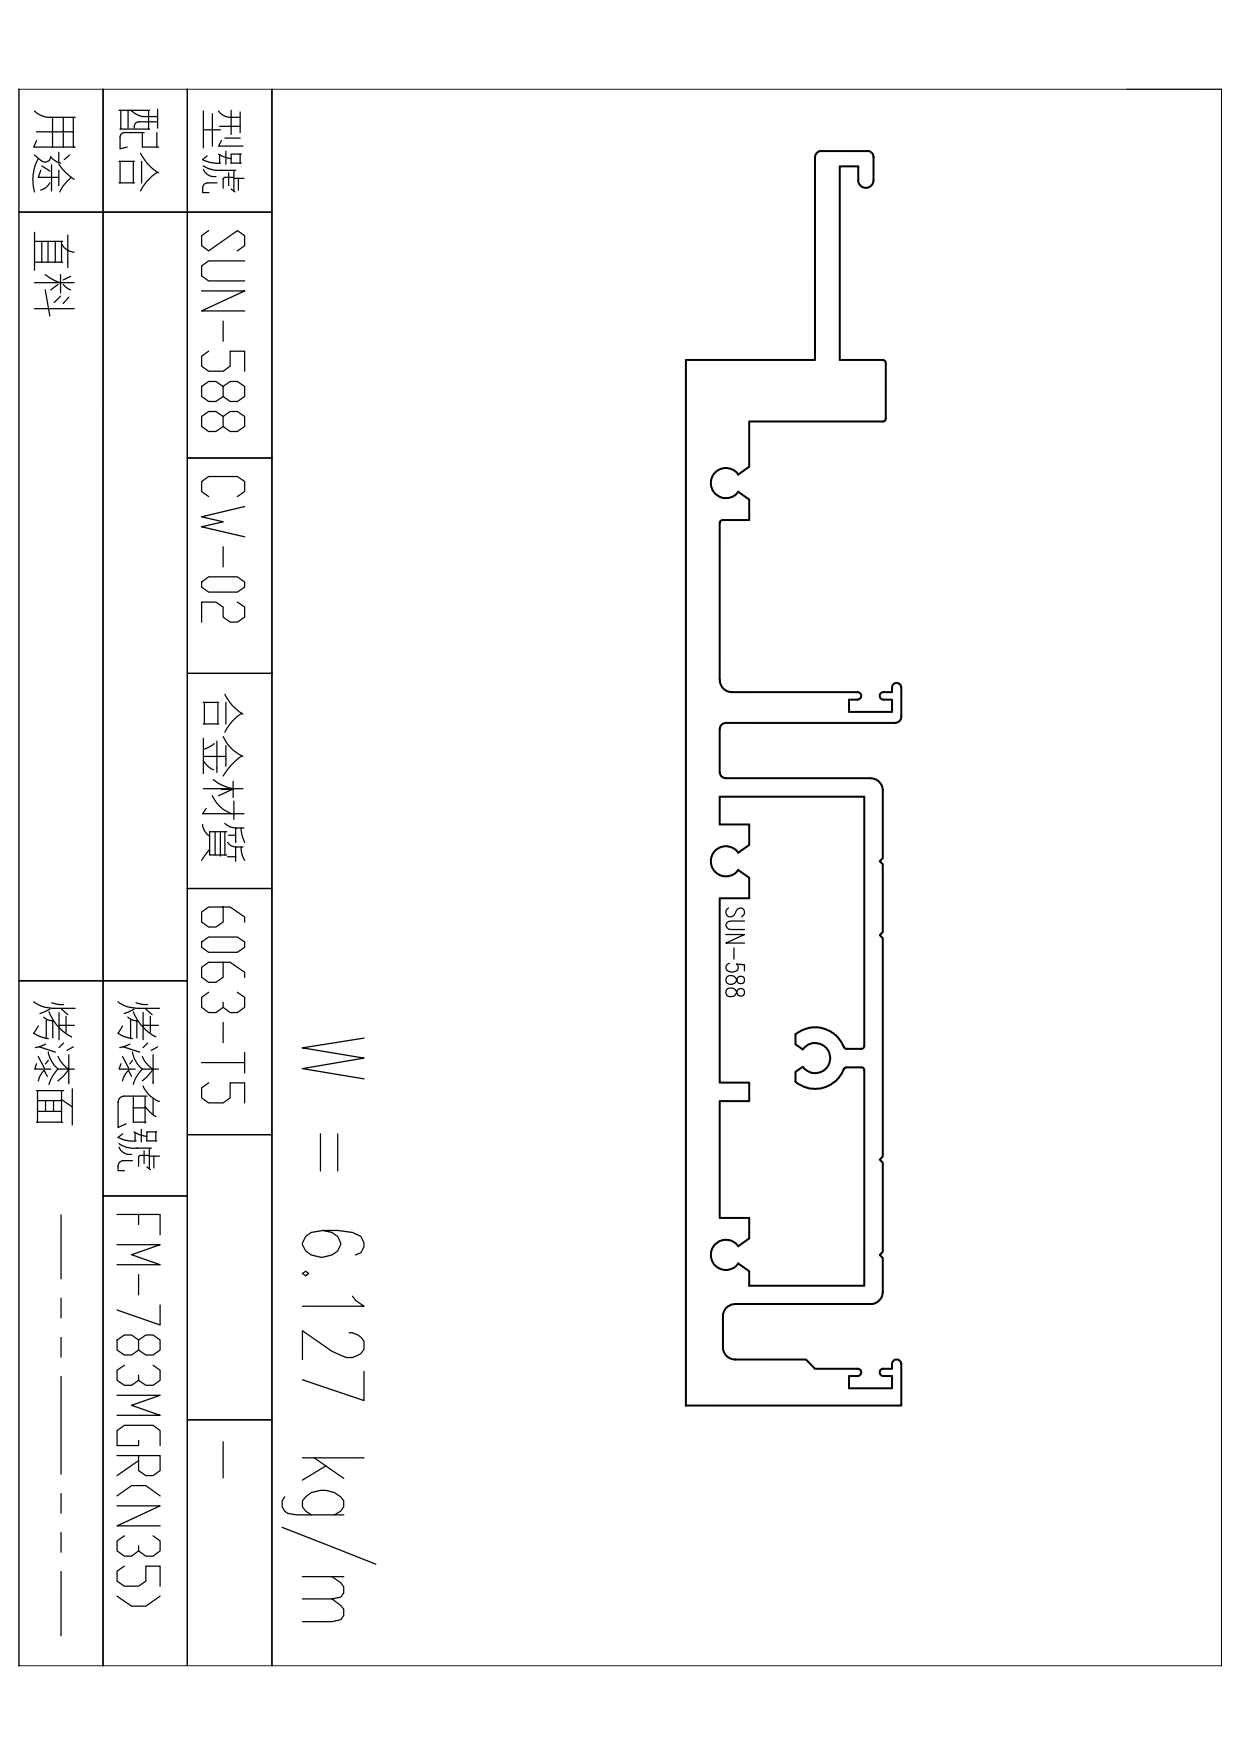 SUN-588
W = 6.127 kg/m
型號 SUN-588 CW-02 合金材質 6063-T5 —
配合 烤漆色號 FM-783MGR(N35)
用途 直料 烤漆面